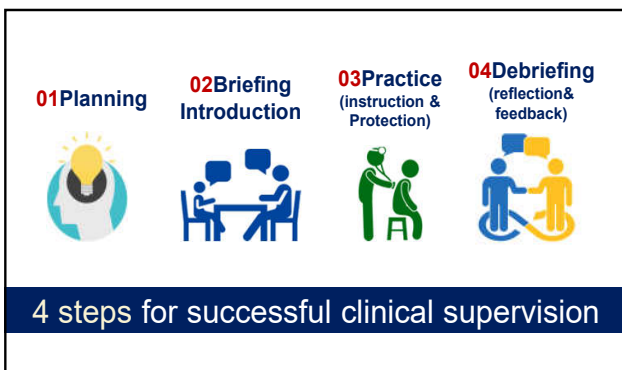 01Planning
02Briefing
Introduction
03Practice
(instruction &
Protection)
04Debriefing
(reflection&
feedback)
4 steps for successful clinical supervision